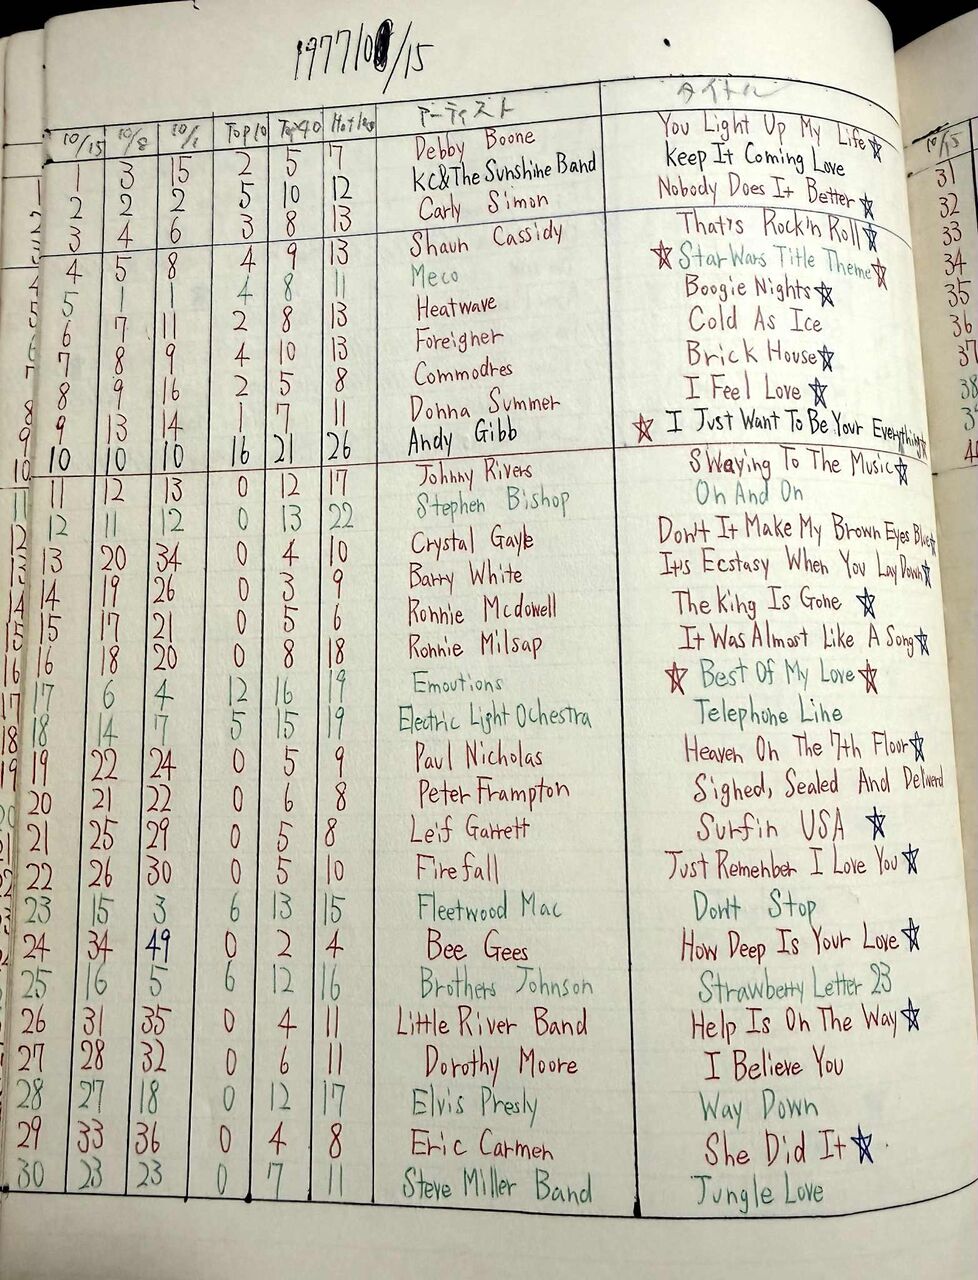 1977/10/15
10/15 10/8 10/1 Top10 Top40 Hot100 アーティスト タイトル
1 3 15 2 5 7 Debby Boone You Light Up My Life☆
2 2 2 5 10 12 KC&The Sunshine Band Keep It Coming Love
3 4 6 3 8 13 Carly Simon Nobody Does It Better☆
4 5 8 4 9 13 Shaun Cassidy That's Rock'n Roll☆
5 1 1 4 8 11 Meco ☆Star Wars Title Theme☆
6 7 11 2 8 13 Heatwave Boogie Nights☆
7 8 9 4 10 13 Foreigner Cold As Ice
8 9 16 2 5 8 Commodres Brick House☆
9 13 14 1 7 11 Donna Summer I Feel Love☆
10 10 10 16 21 26 Andy Gibb ☆I Just Want To Be Your Everything☆
11 12 13 0 12 17 Johnny Rivers Swaying To The Music☆
12 11 12 0 13 22 Stephen Bishop On And On
13 20 34 0 4 10 Crystal Gayle Don't It Make My Brown Eyes Blue☆
14 19 26 0 3 9 Barry White It's Ecstasy When You Lay Down☆
15 17 21 0 5 6 Ronnie Mcdowell The King Is Gone ☆
16 18 20 0 8 18 Ronnie Milsap It Was Almost Like A Song☆
17 6 4 12 16 19 Emoutions ☆Best Of My Love☆
18 14 7 5 15 19 Electric Light Ochestra Telephone Line
19 22 24 0 5 9 Paul Nicholas Heaven On The 7th Floor☆
20 21 22 0 6 8 Peter Frampton Signed, Sealed And Deliverd
21 25 29 0 5 8 Leif Garrett Surfin USA ☆
22 26 30 0 5 10 Firefall Just Remember I Love You☆
23 15 3 6 13 15 Fleetwood Mac Don't Stop
24 34 49 0 2 4 Bee Gees How Deep Is Your Love☆
25 16 5 6 12 16 Brothers Johnson Strawberry Letter 23
26 31 35 0 4 11 Little River Band Help Is On The Way☆
27 28 32 0 6 11 Dorothy Moore I Believe You
28 27 18 0 12 17 Elvis Presly Way Down
29 33 36 0 4 8 Eric Carmen She Did It☆
30 23 23 0 7 11 Steve Miller Band Jungle Love
10/15
31
32
33
34
35
36
37
38